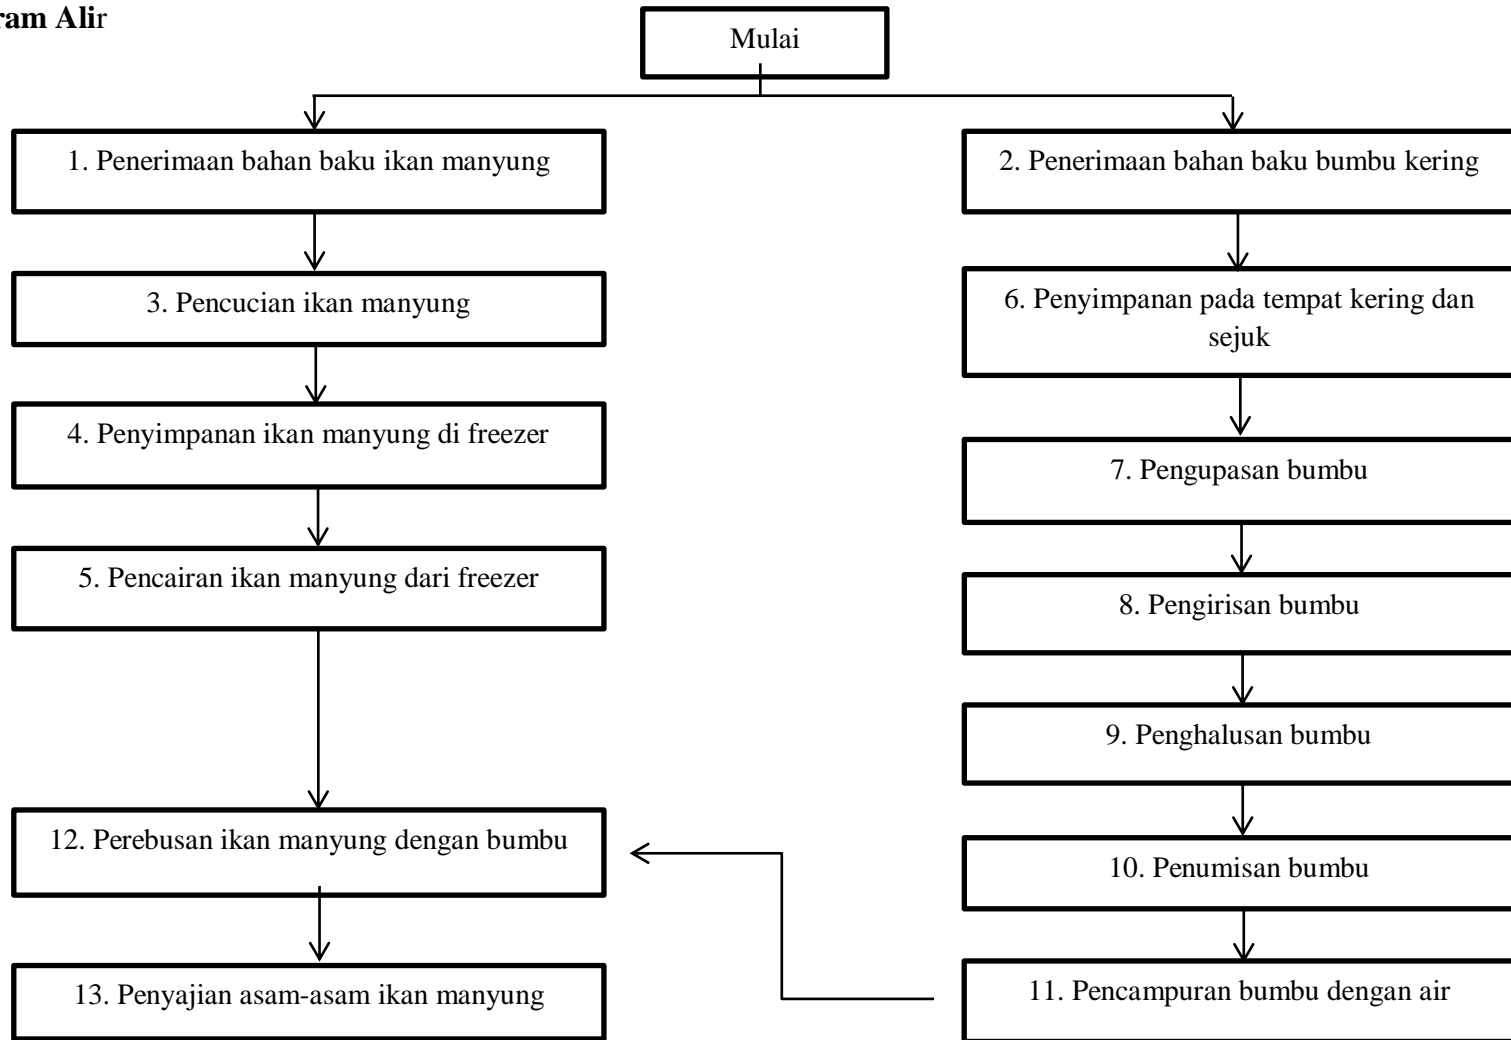 ram Alir
Mulai
1. Penerimaan bahan baku ikan manyung
2. Penerimaan bahan baku bumbu kering
3. Pencucian ikan manyung
6. Penyimpanan pada tempat kering dan
sejuk
4. Penyimpanan ikan manyung di freezer
7. Pengupasan bumbu
5. Pencairan ikan manyung dari freezer
8. Pengirisan bumbu
9. Penghalusan bumbu
12. Perebusan ikan manyung dengan bumbu
10. Penumisan bumbu
13. Penyajian asam-asam ikan manyung
11. Pencampuran bumbu dengan air